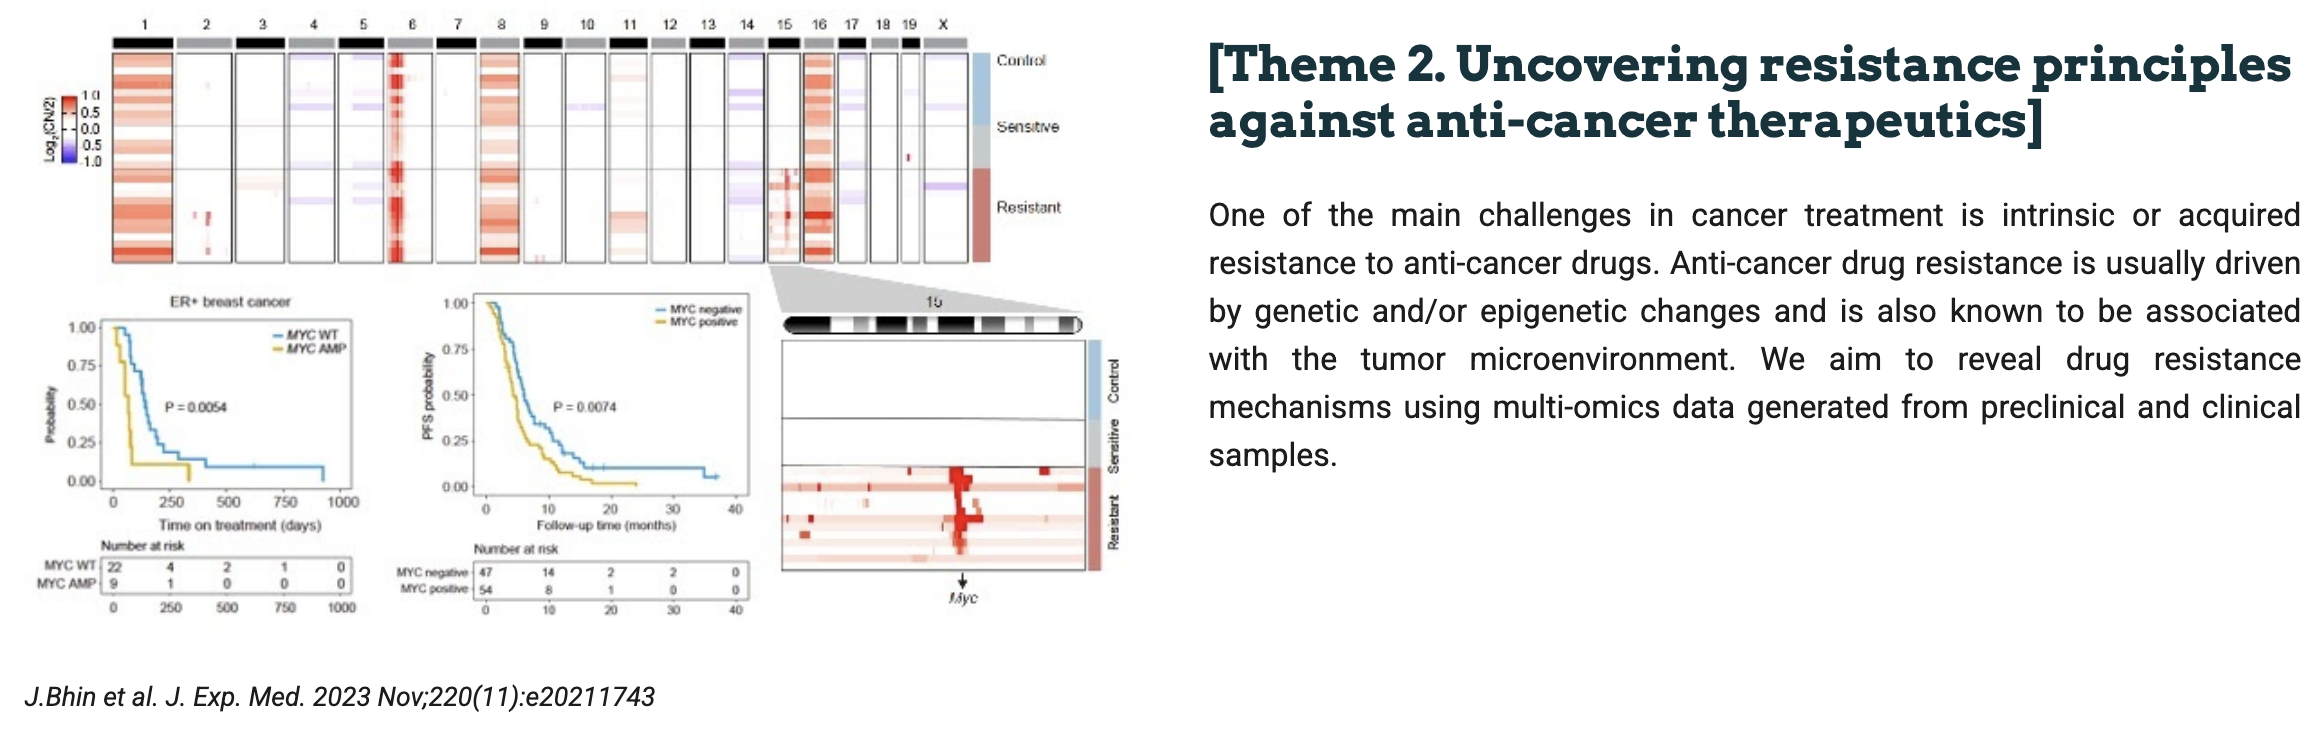 1 2 3 4 5 6 7 8 9 10 11 12 13 14 15 16 17 18 19 X
Control
Sensitive
Resistant
Log2(CN/2)
1.0
0.5
0.0
0.5
1.0
ER+ breast cancer
MYC WT
MYC AMP
P = 0.0054
Probability
1.00
0.75
0.50
0.25
0.00
0 250 500 750 1000
Time on treatment (days)
Number at risk
MYC WT 22 4 2 1 0
MYC AMP 9 1 0 0 0
0 250 500 750 1000
MYC negative
MYC positive
P = 0.0074
PFS probability
1.00
0.75
0.50
0.25
0.00
0 10 20 30 40
Follow-up time (months)
Number at risk
MYC negative 47 14 2 2 0
MYC positive 54 8 1 0 0
0 10 20 30 40
15
Control
Sensitive
Resistant
Myc
J.Bhin et al. J. Exp. Med. 2023 Nov;220(11):e20211743
[Theme 2. Uncovering resistance principles
against anti-cancer therapeutics]
One of the main challenges in cancer treatment is intrinsic or acquired
resistance to anti-cancer drugs. Anti-cancer drug resistance is usually driven
by genetic and/or epigenetic changes and is also known to be associated
with the tumor microenvironment. We aim to reveal drug resistance
mechanisms using multi-omics data generated from preclinical and clinical
samples.